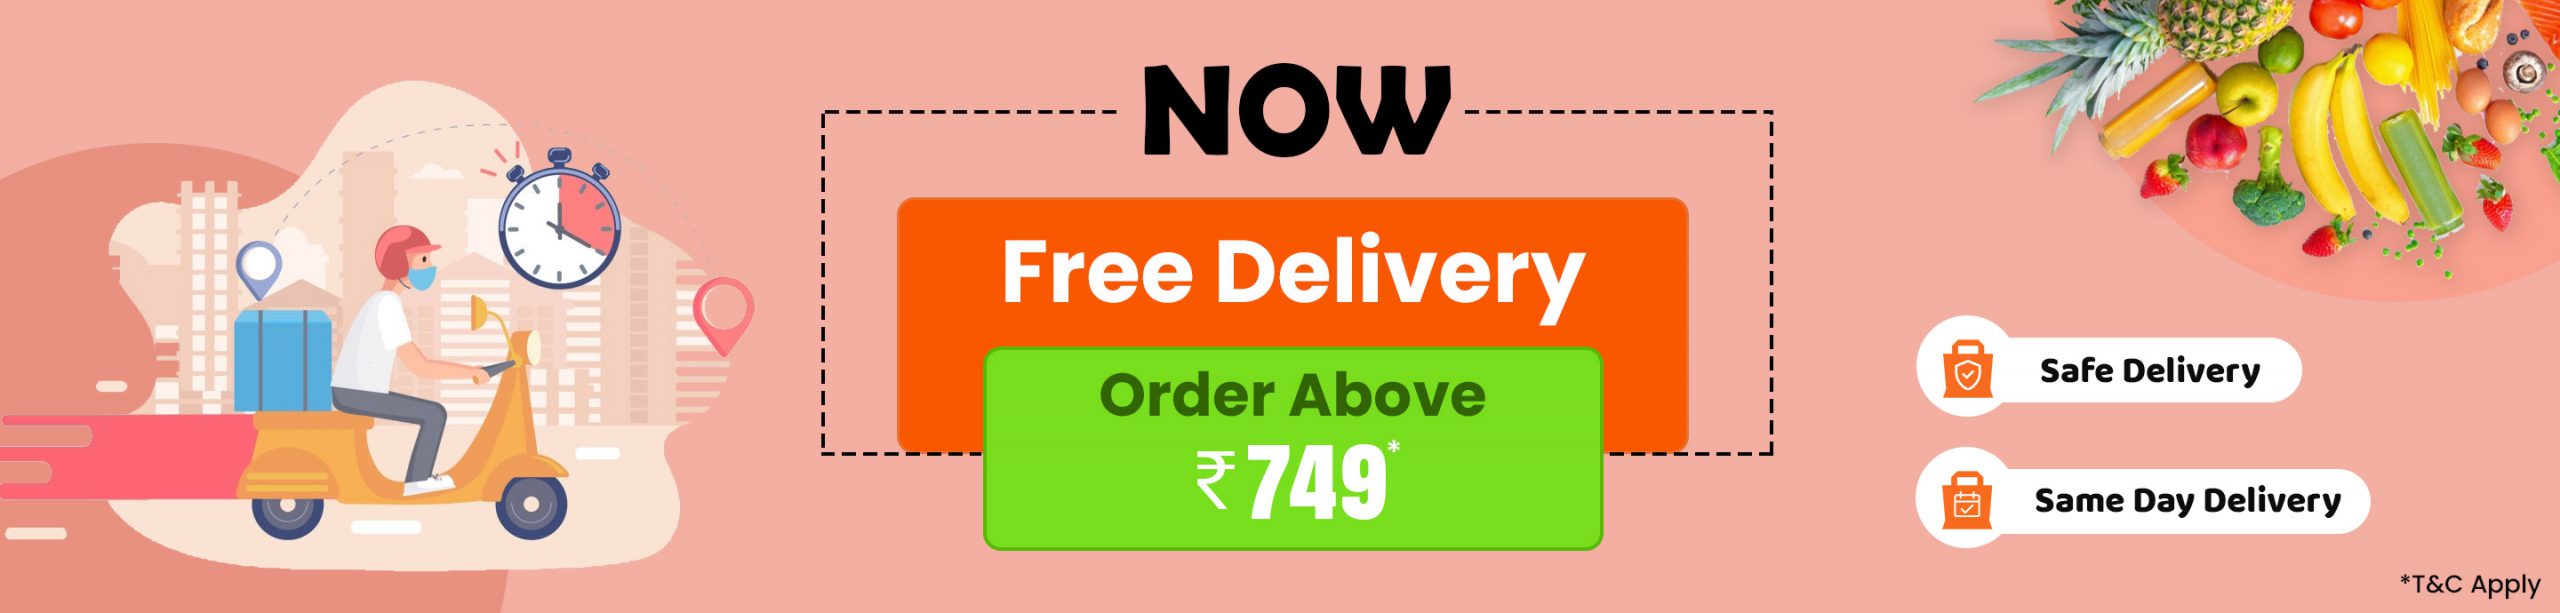 NOW
Free Delivery
Order Above
₹749*
Safe Delivery
Same Day Delivery
*T&C Apply